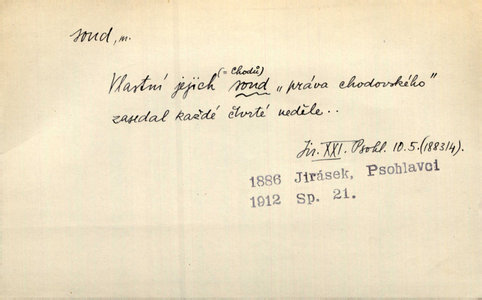 soud, m.
(= Chodů)
Vlastní jejich soud „práva chodovského"
zasedal každé čtvrté neděle..
Jir. XXI. Psohl. 10.5. (1883/4).
1886 Jirásek, Psohlavci
1912 Sp. 21.